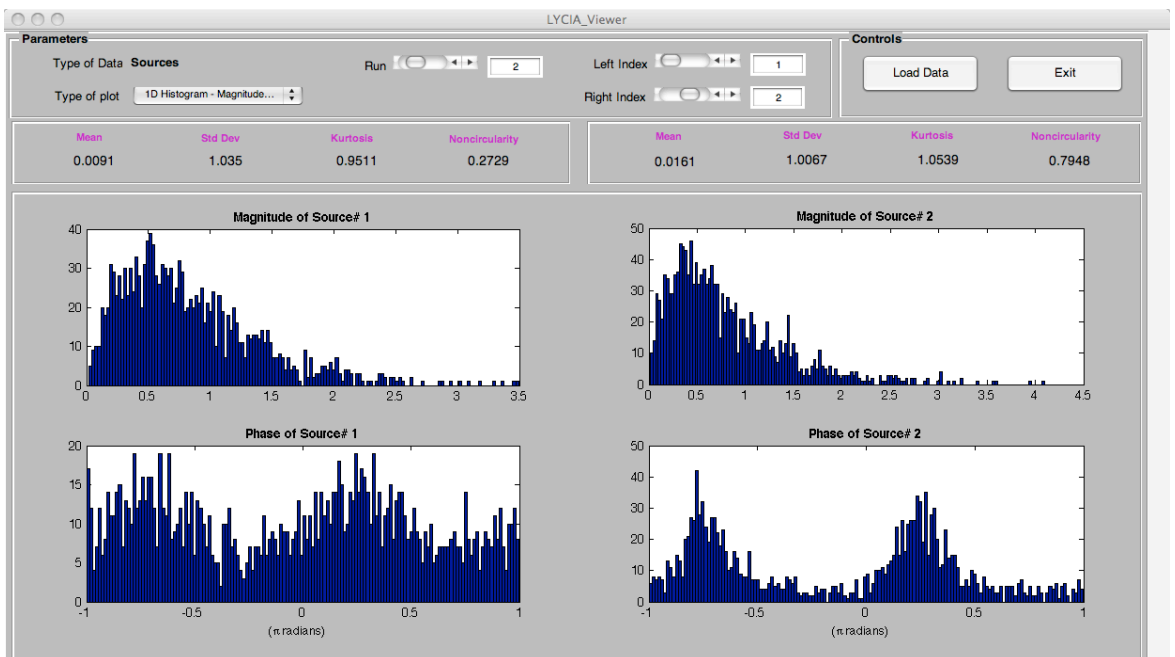 LYCIA_Viewer
Parameters
Type of Data Sources
Run 2
Left Index 1
Type of plot 1D Histogram - Magnitude...
Right Index 2
Controls
Load Data Exit
Mean Std Dev Kurtosis Noncircularity
0.0091 1.035 0.9511 0.2729
Mean Std Dev Kurtosis Noncircularity
0.0161 1.0067 1.0539 0.7948
Magnitude of Source# 1
40
30
20
10
0
0 0.5 1 1.5 2 2.5 3 3.5
Magnitude of Source# 2
50
40
30
20
10
0
0 0.5 1 1.5 2 2.5 3 3.5 4 4.5
Phase of Source# 1
20
15
10
5
0
-1 -0.5 0 0.5 1
(π radians)
Phase of Source# 2
50
40
30
20
10
0
-1 -0.5 0 0.5 1
(π radians)